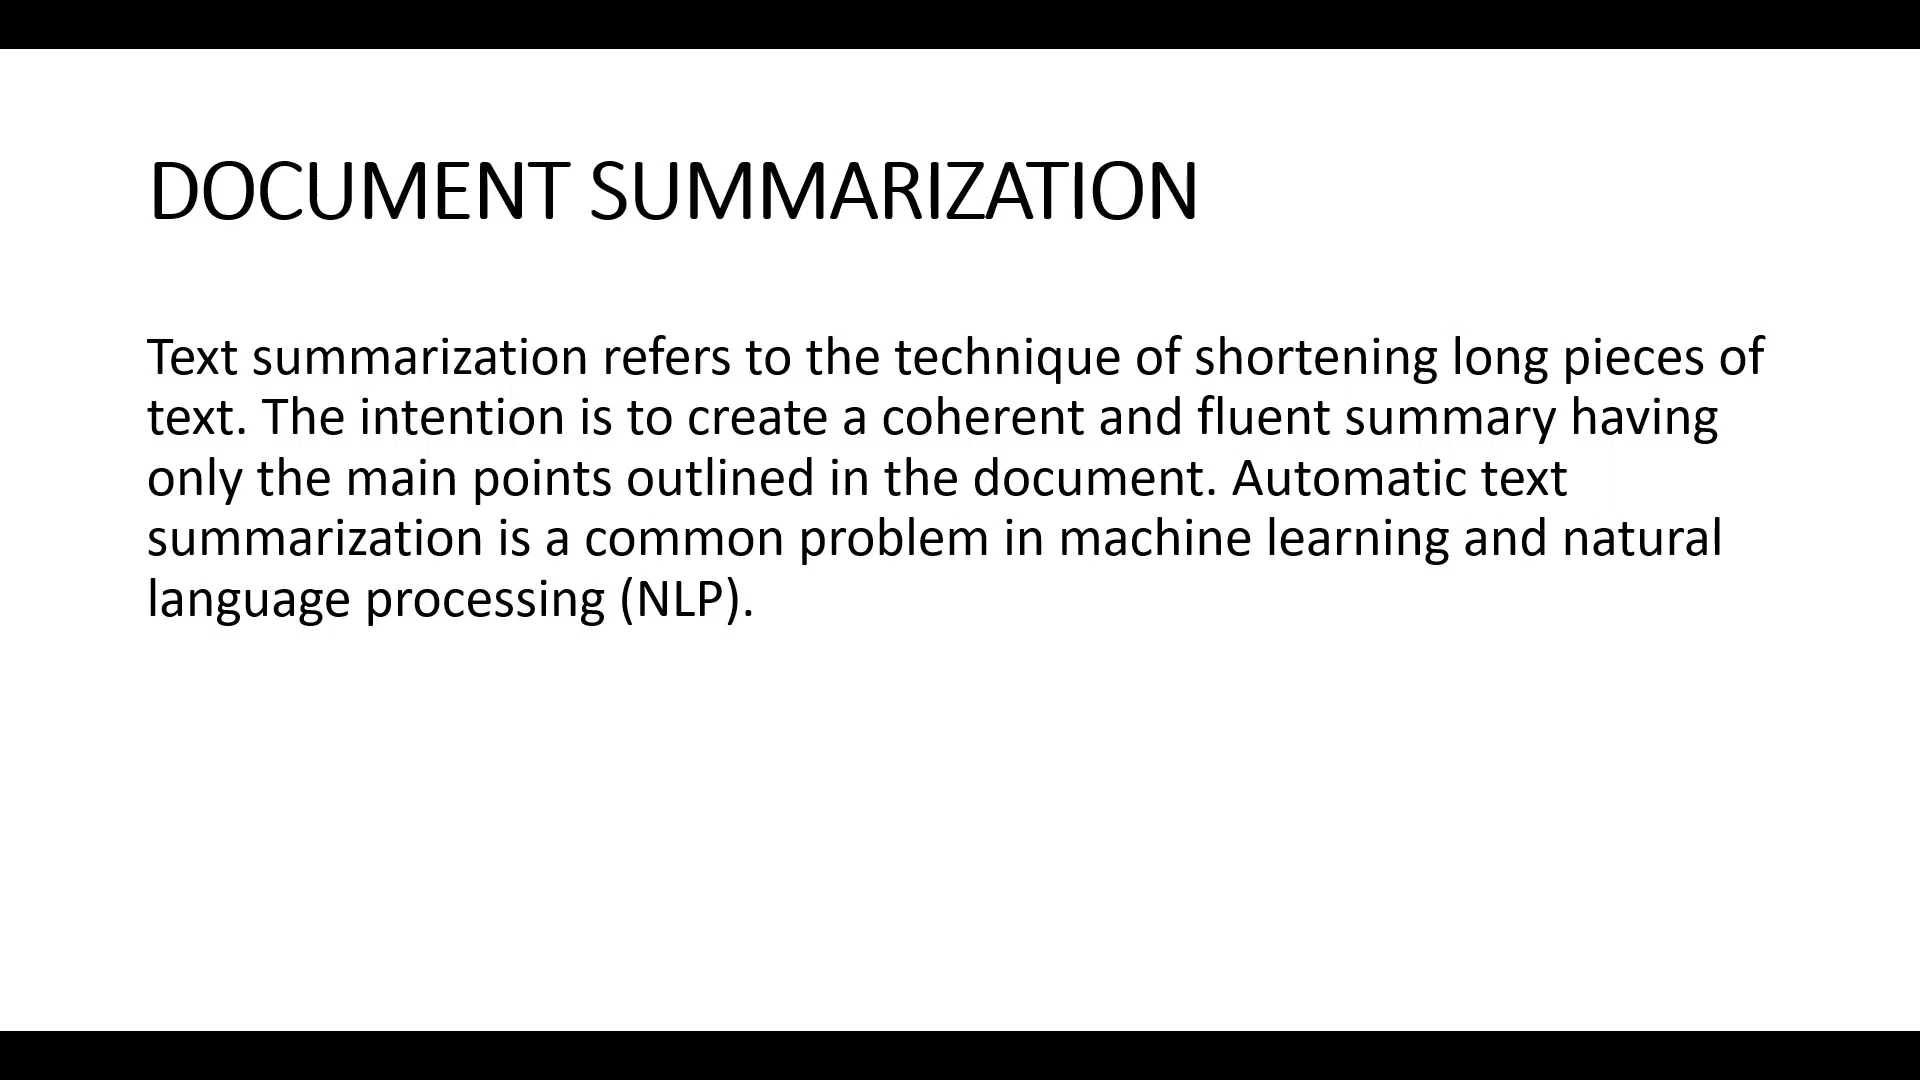 DOCUMENT SUMMARIZATION
Text summarization refers to the technique of shortening long pieces of
text. The intention is to create a coherent and fluent summary having
only the main points outlined in the document. Automatic text
summarization is a common problem in machine learning and natural
language processing (NLP).